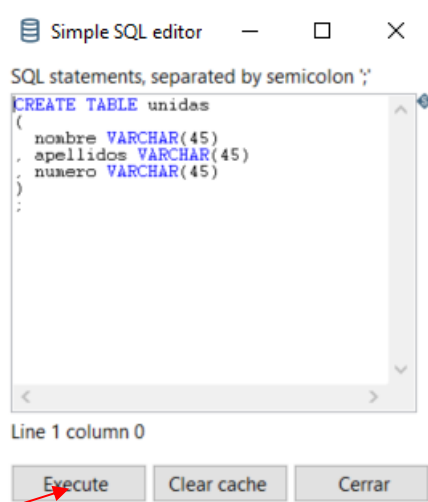 Simple SQL editor
SQL statements, separated by semicolon ';'
CREATE TABLE unidas
(
  nombre VARCHAR(45)
, apellidos VARCHAR(45)
, numero VARCHAR(45)
)
;
Line 1 column 0
Execute
Clear cache
Cerrar